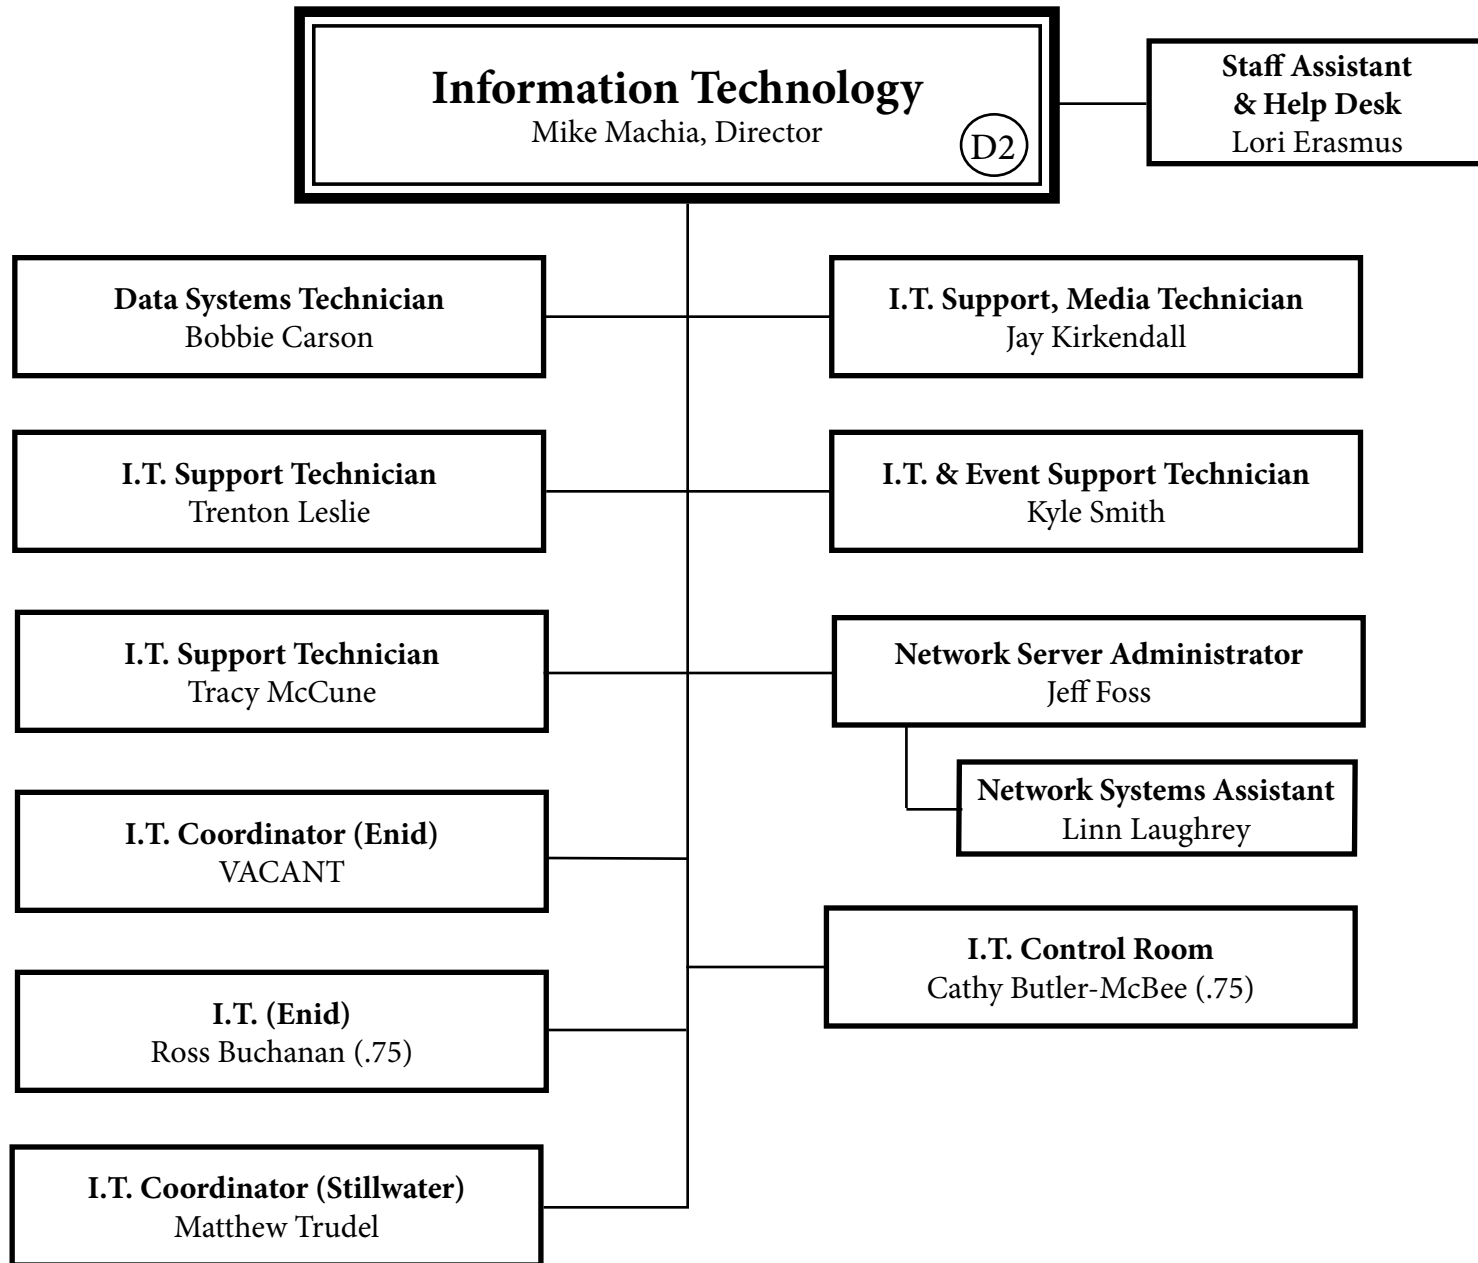 Information Technology
Mike Machia, Director
D2
Staff Assistant
& Help Desk
Lori Erasmus
Data Systems Technician
Bobbie Carson
I.T. Support, Media Technician
Jay Kirkendall
I.T. Support Technician
Trenton Leslie
I.T. & Event Support Technician
Kyle Smith
I.T. Support Technician
Tracy McCune
Network Server Administrator
Jeff Foss
Network Systems Assistant
Linn Laughrey
I.T. Coordinator (Enid)
VACANT
I.T. Control Room
Cathy Butler-McBee (.75)
I.T. (Enid)
Ross Buchanan (.75)
I.T. Coordinator (Stillwater)
Matthew Trudel